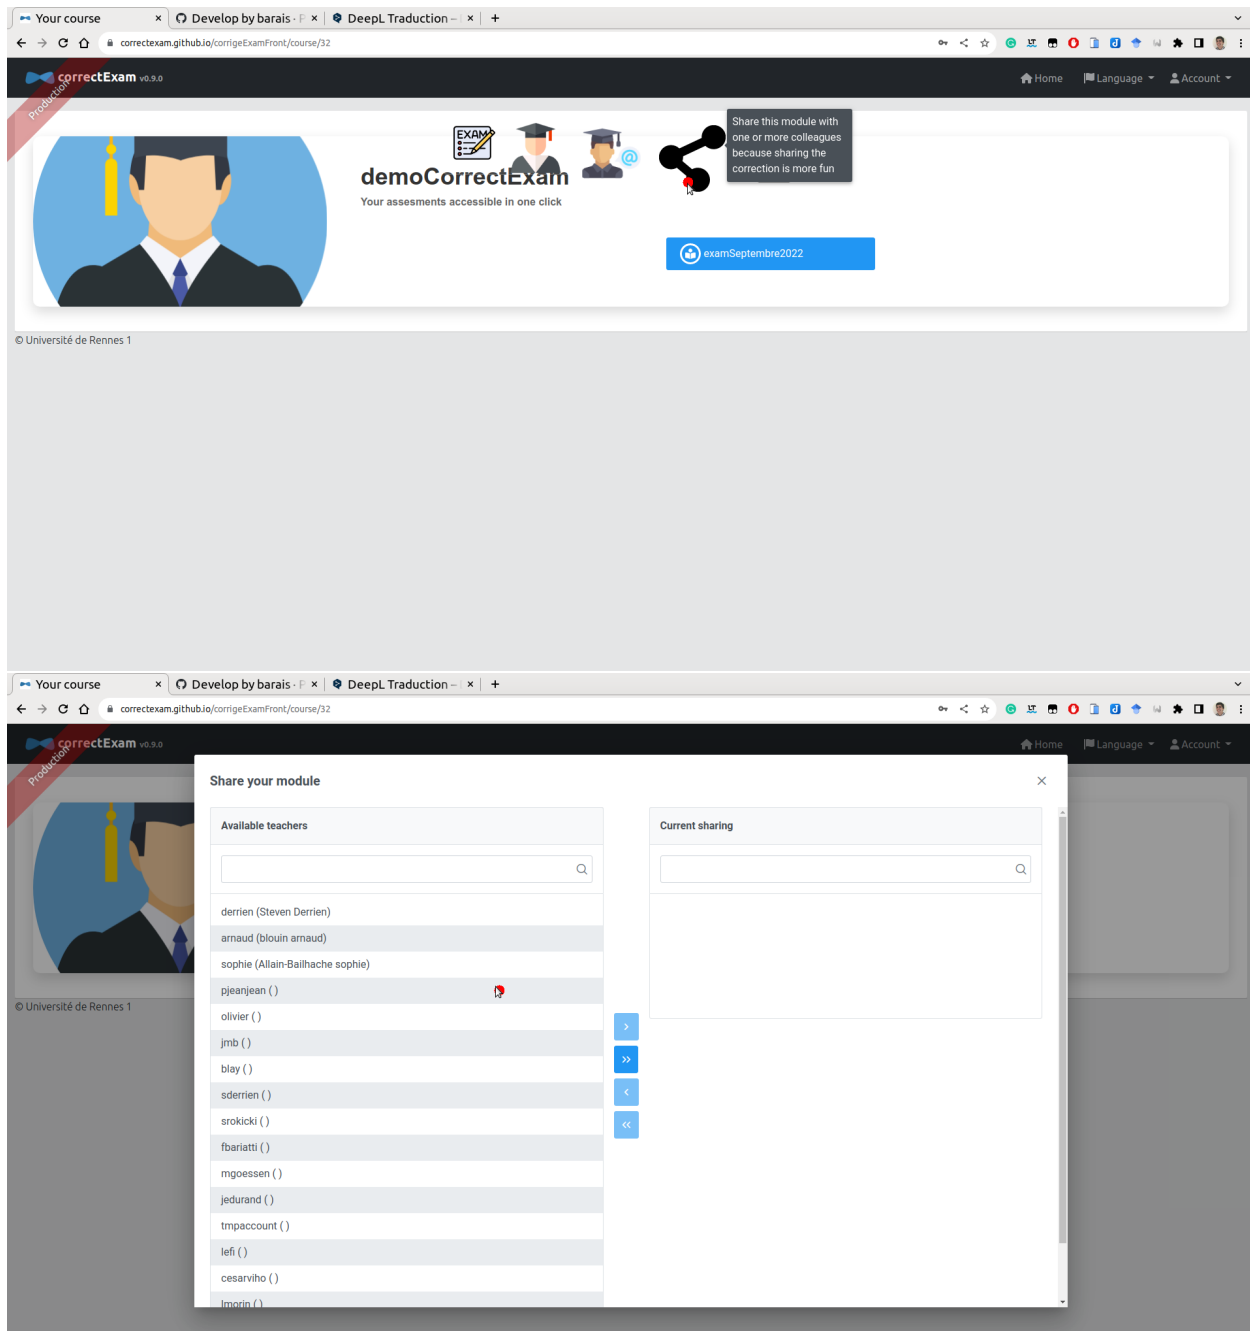 Your course
Develop by barais · P
DeepL Traduction –
correctexam.github.io/corrigeExamFront/course/32
Production
correctExam v0.9.0
Home
Language
Account
EXAM
Share this module with
one or more colleagues
because sharing the
correction is more fun
demoCorrectExam
Your assesments accessible in one click
examSeptembre2022
© Université de Rennes 1
Your course
Develop by barais · P
DeepL Traduction –
correctexam.github.io/corrigeExamFront/course/32
Production
correctExam v0.9.0
Home
Language
Account
Share your module
Available teachers
Current sharing
derrien (Steven Derrien)
arnaud (blouin arnaud)
sophie (Allain-Bailhache sophie)
pjeanjean ( )
olivier ( )
jmb ( )
blay ( )
sderrien ( )
srokicki ( )
fbariatti ( )
mgoessen ( )
jedurand ( )
tmpaccount ( )
lefi ( )
cesarviho ( )
lmorin ( )
© Université de Rennes 1